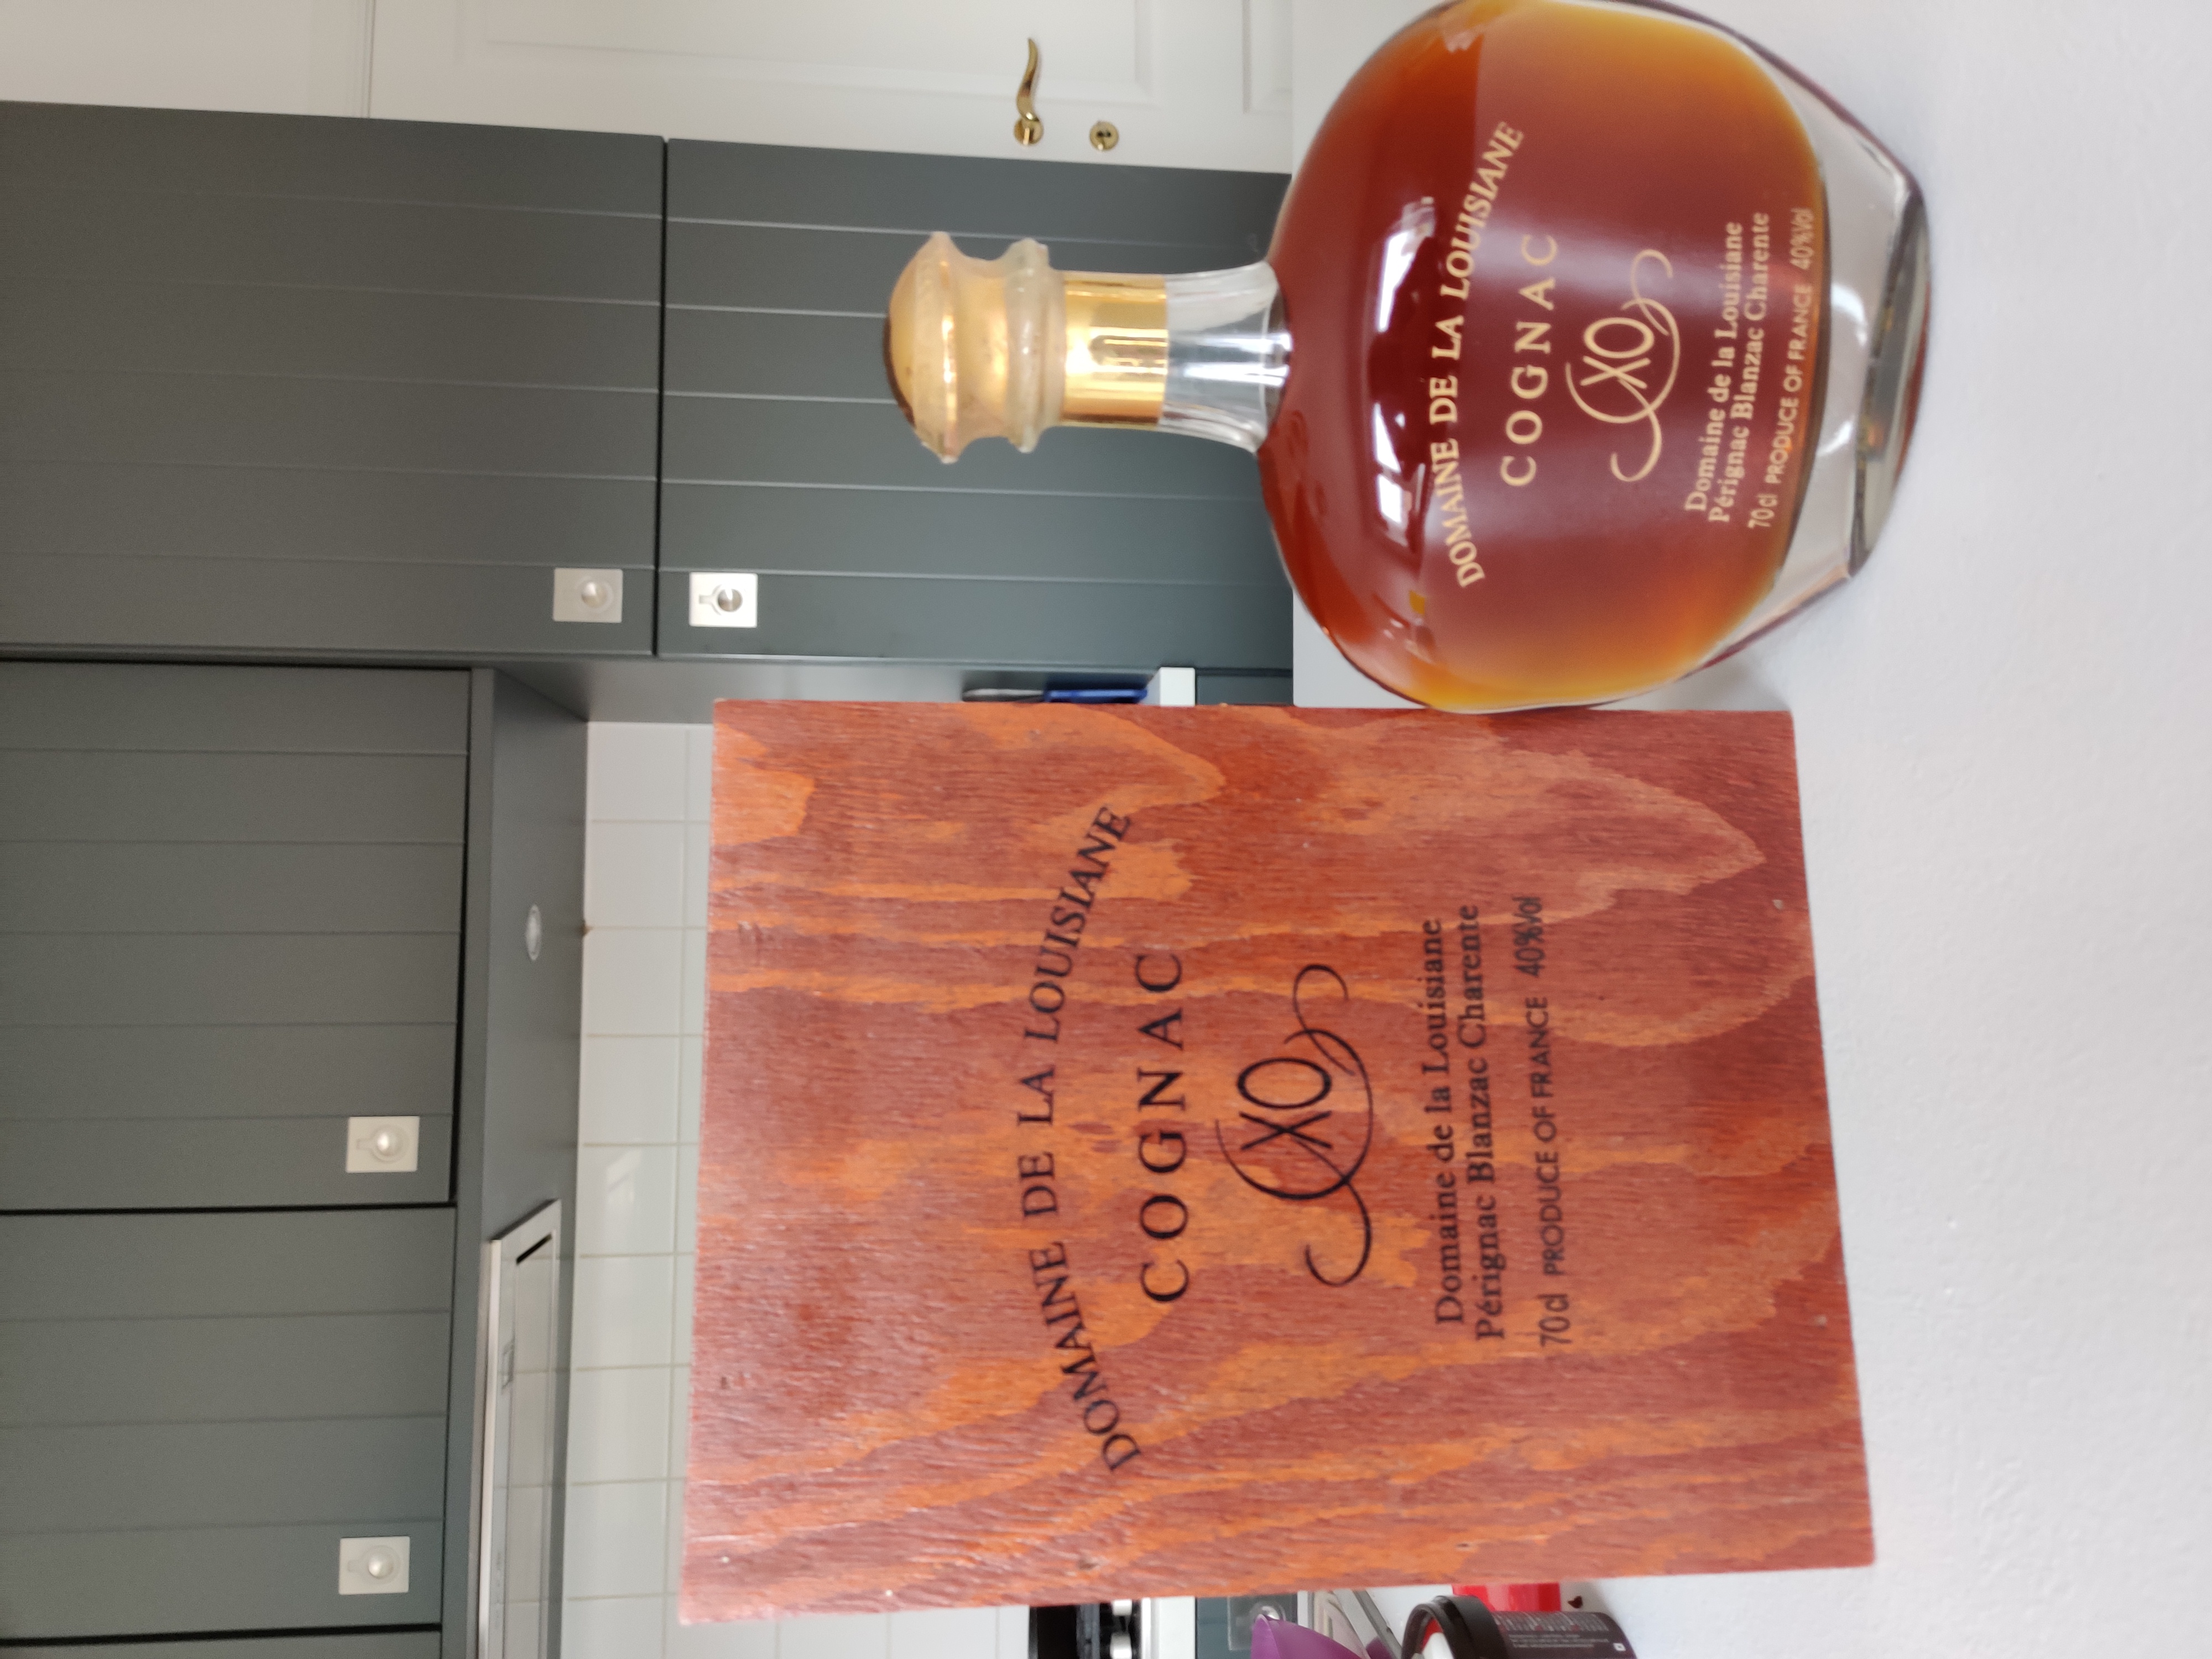 DOMAINE DE LA LOUISIANE
COGNAC
XO
Domaine de la Louisiane
Pérignac Blanzac Charente
70cl PRODUCE OF FRANCE 40%Vol
DOMAINE DE LA LOUISIANE
COGNAC
XO
Domaine de la Louisiane
Pérignac Blanzac Charente
70cl PRODUCE OF FRANCE 40%Vol